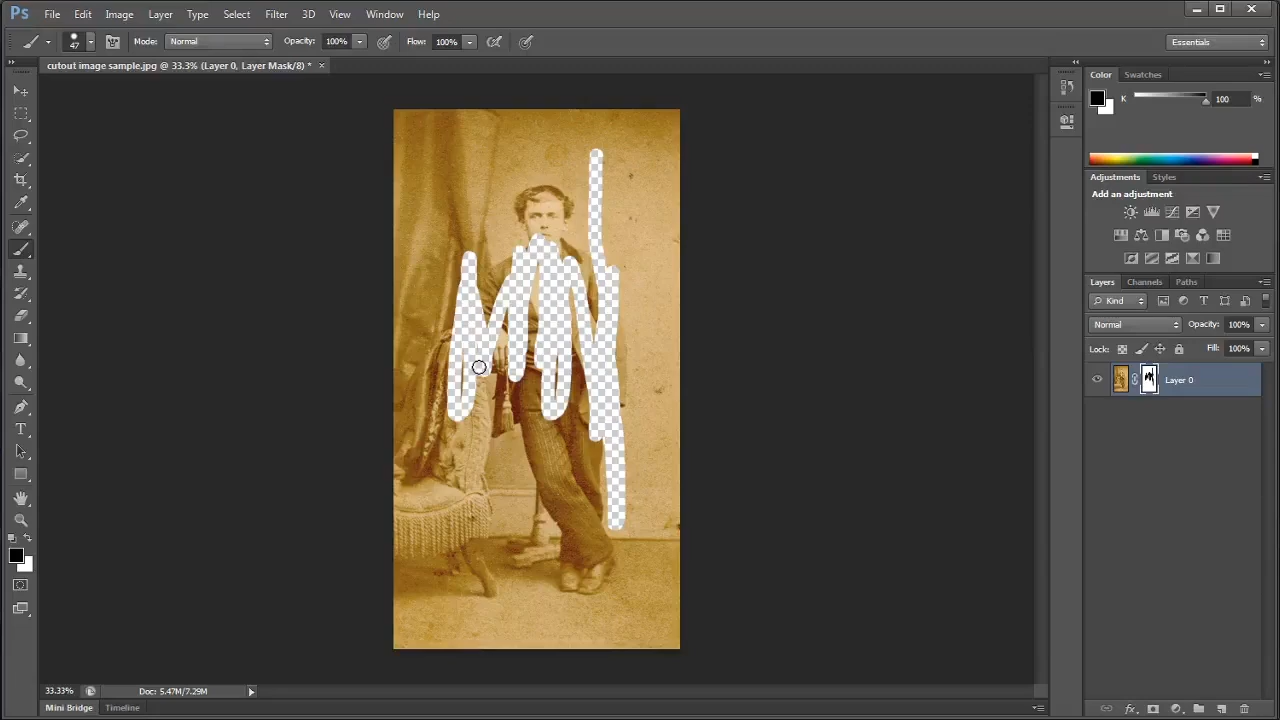 Ps File Edit Image Layer Type Select Filter 3D View Window Help
47 Mode: Normal Opacity: 100% Flow: 100% Essentials
cutout image sample.jpg @ 33.3% (Layer 0, Layer Mask/8) * ×
Color Swatches
K 100 %
Adjustments Styles
Add an adjustment
Layers Channels Paths
Kind
Normal Opacity: 100%
Lock: Fill: 100%
Layer 0
33.33% Doc: 5.47M/7.29M
Mini Bridge Timeline